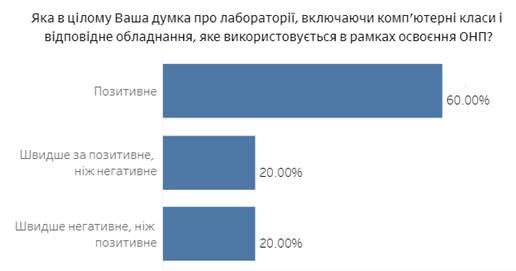 Яка в цілому Ваша думка про лабораторії, включаючи комп’ютерні класи і
відповідне обладнання, яке використовується в рамках освоєння ОНП?
Позитивне
60.00%
Швидше за позитивне,
ніж негативне
20.00%
Швидше негативне, ніж
позитивне
20.00%